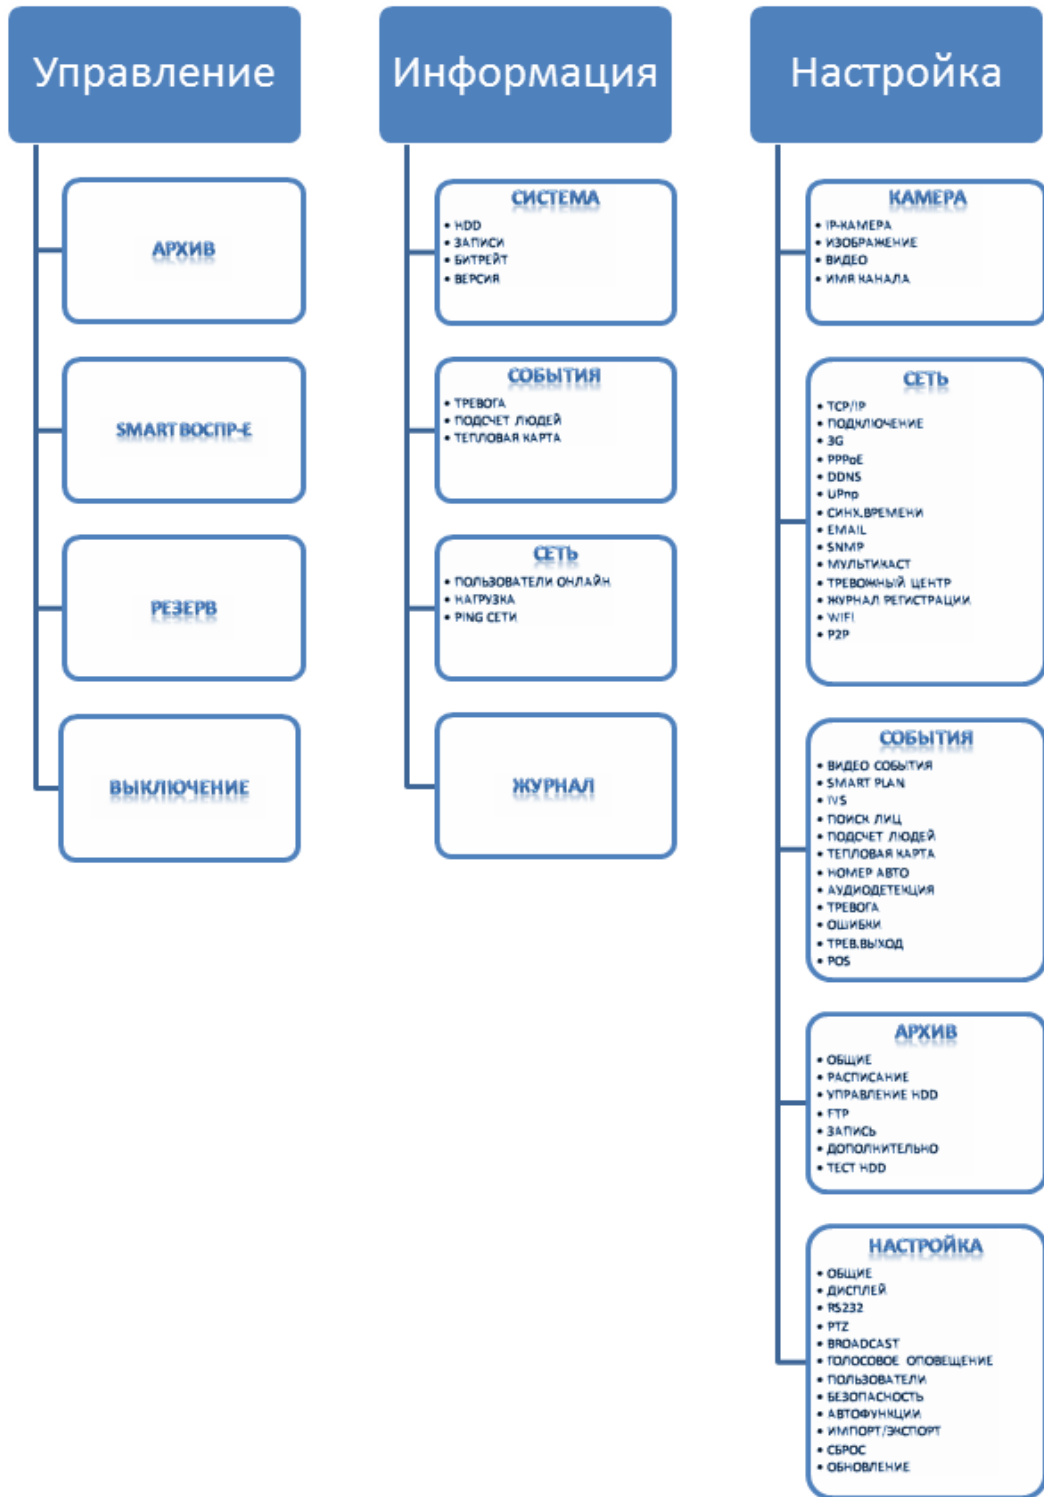 Управление
АРХИВ
SMART ВОСПР-Е
РЕЗЕРВ
ВЫКЛЮЧЕНИЕ
Информация
СИСТЕМА
• HDD
• ЗАПИСИ
• БИТРЕЙТ
• ВЕРСИЯ
СОБЫТИЯ
• ТРЕВОГА
• ПОДСЧЕТ ЛЮДЕЙ
• ТЕПЛОВАЯ КАРТА
СЕТЬ
• ПОЛЬЗОВАТЕЛИ ОНЛАЙН
• НАГРУЗКА
• PING СЕТИ
ЖУРНАЛ
Настройка
КАМЕРА
• IP-КАМЕРА
• ИЗОБРАЖЕНИЕ
• ВИДЕО
• ИМЯ КАНАЛА
СЕТЬ
• TCP/IP
• ПОДКЛЮЧЕНИЕ
• 3G
• PPPoE
• DDNS
• UPnp
• СИНХ.ВРЕМЕНИ
• EMAIL
• SNMP
• МУЛЬТИКАСТ
• ТРЕВОЖНЫЙ ЦЕНТР
• ЖУРНАЛ РЕГИСТРАЦИИ
• WIFI
• P2P
СОБЫТИЯ
• ВИДЕО СОБЫТИЯ
• SMART PLAN
• IVS
• ПОИСК ЛИЦ
• ПОДСЧЕТ ЛЮДЕЙ
• ТЕПЛОВАЯ КАРТА
• НОМЕР АВТО
• АУДИОДЕТЕКЦИЯ
• ТРЕВОГА
• ОШИБКИ
• ТРЕВ.ВЫХОД
• POS
АРХИВ
• ОБЩИЕ
• РАСПИСАНИЕ
• УПРАВЛЕНИЕ HDD
• FTP
• ЗАПИСЬ
• ДОПОЛНИТЕЛЬНО
• ТЕСТ HDD
НАСТРОЙКА
• ОБЩИЕ
• ДИСПЛЕЙ
• RS232
• PTZ
• BROADCAST
• ГОЛОСОВОЕ ОПОВЕЩЕНИЕ
• ПОЛЬЗОВАТЕЛИ
• БЕЗОПАСНОСТЬ
• АВТОФУНКЦИИ
• ИМПОРТ/ЭКСПОРТ
• СБРОС
• ОБНОВЛЕНИЕ